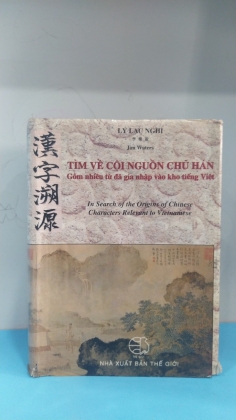 LÝ LẠC NGHỊ
Jim Waters
漢字溯源
TÌM VỀ CỘI NGUỒN CHỮ HÁN
Gồm nhiều từ đã gia nhập vào kho tiếng Việt
In Search of the Origins of Chinese
Characters Relevant to Vietnamese
NHÀ XUẤT BẢN THẾ GIỚI